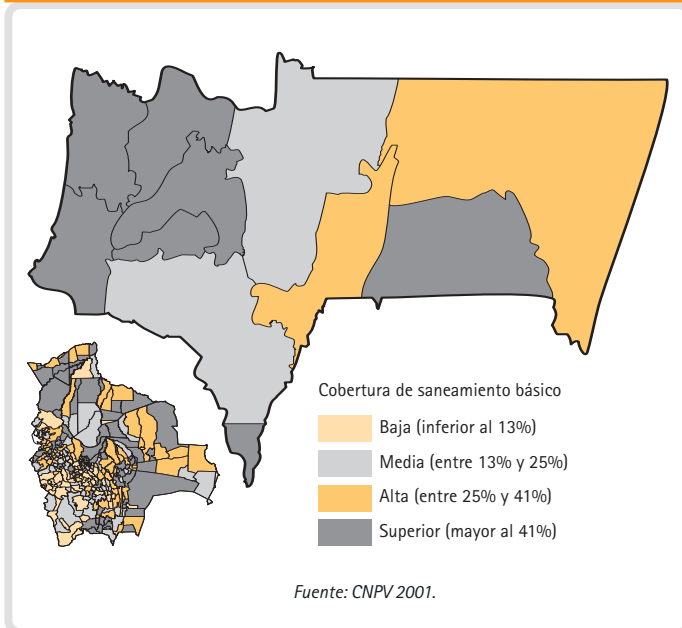 Cobertura de saneamiento básico
Baja (inferior al 13%)
Media (entre 13% y 25%)
Alta (entre 25% y 41%)
Superior (mayor al 41%)
Fuente: CNPV 2001.